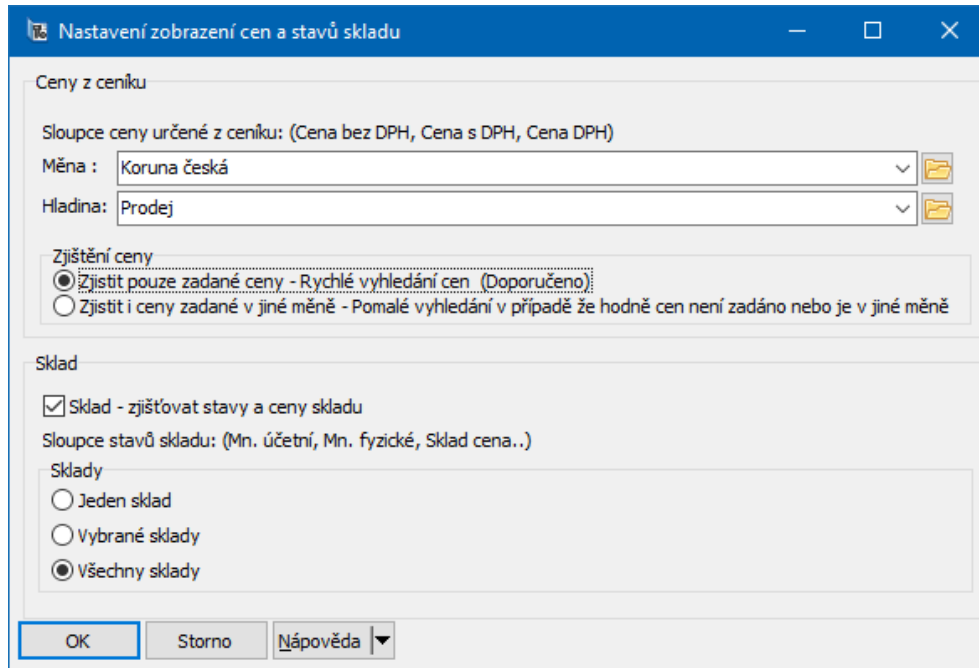 Nastavení zobrazení cen a stavů skladu
Ceny z ceníku
Sloupce ceny určené z ceníku: (Cena bez DPH, Cena s DPH, Cena DPH)
Měna : Koruna česká
Hladina: Prodej
Zjištění ceny
Zjistit pouze zadané ceny - Rychlé vyhledání cen (Doporučeno)
Zjistit i ceny zadané v jiné měně - Pomalé vyhledání v případě že hodně cen není zadáno nebo je v jiné měně
Sklad
Sklad - zjišťovat stavy a ceny skladu
Sloupce stavů skladu: (Mn. účetní, Mn. fyzické, Sklad cena..)
Sklady
Jeden sklad
Vybrané sklady
Všechny sklady
OK Storno Nápověda